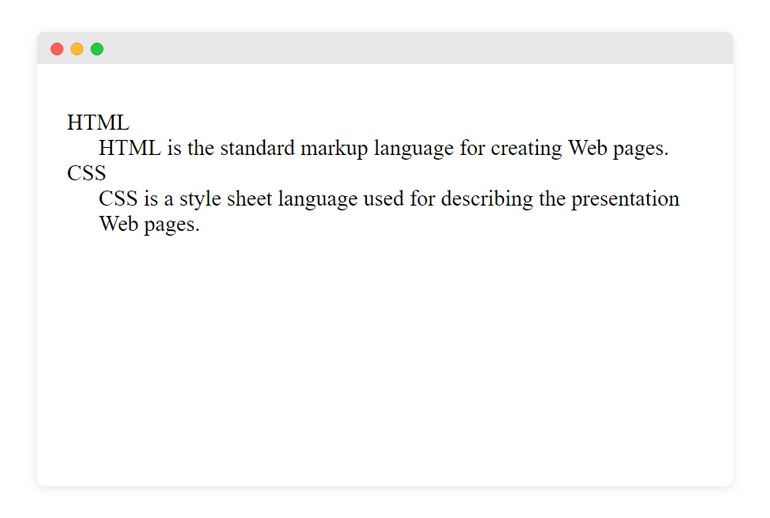 HTML
HTML is the standard markup language for creating Web pages.
CSS
CSS is a style sheet language used for describing the presentation
Web pages.